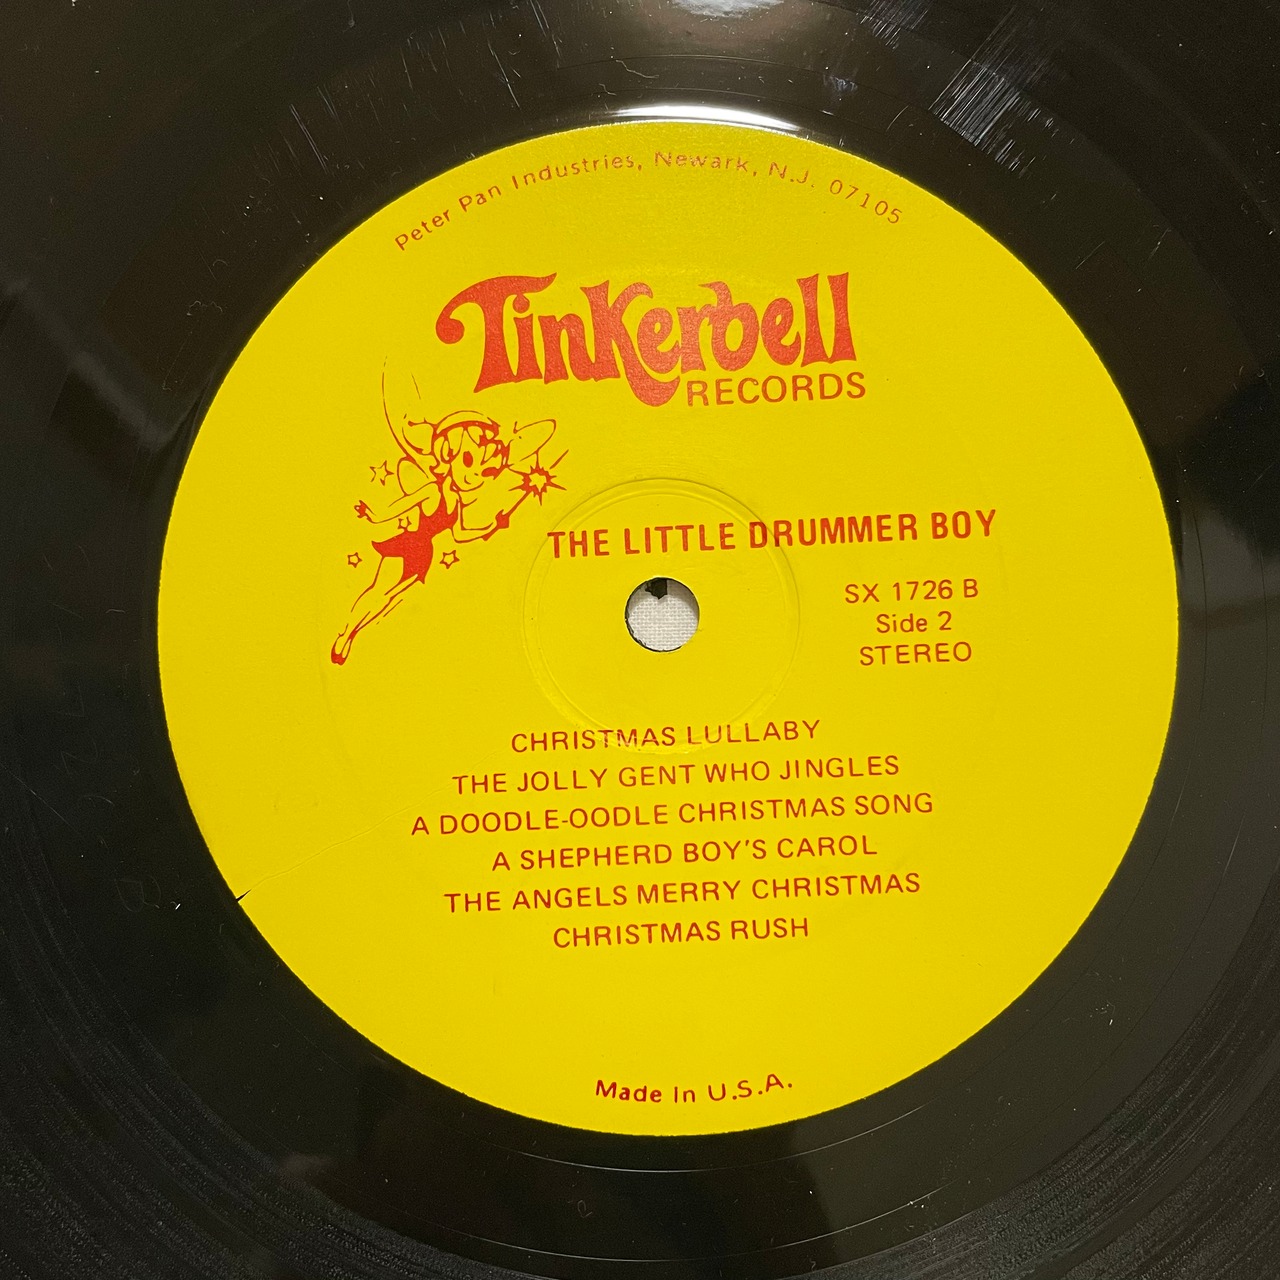 Peter Pan Industries, Newark, N.J. 07105
Tinkerbell
RECORDS
THE LITTLE DRUMMER BOY
SX 1726 B
Side 2
STEREO
CHRISTMAS LULLABY
THE JOLLY GENT WHO JINGLES
A DOODLE-OODLE CHRISTMAS SONG
A SHEPHERD BOY'S CAROL
THE ANGELS MERRY CHRISTMAS
CHRISTMAS RUSH
Made In U.S.A.